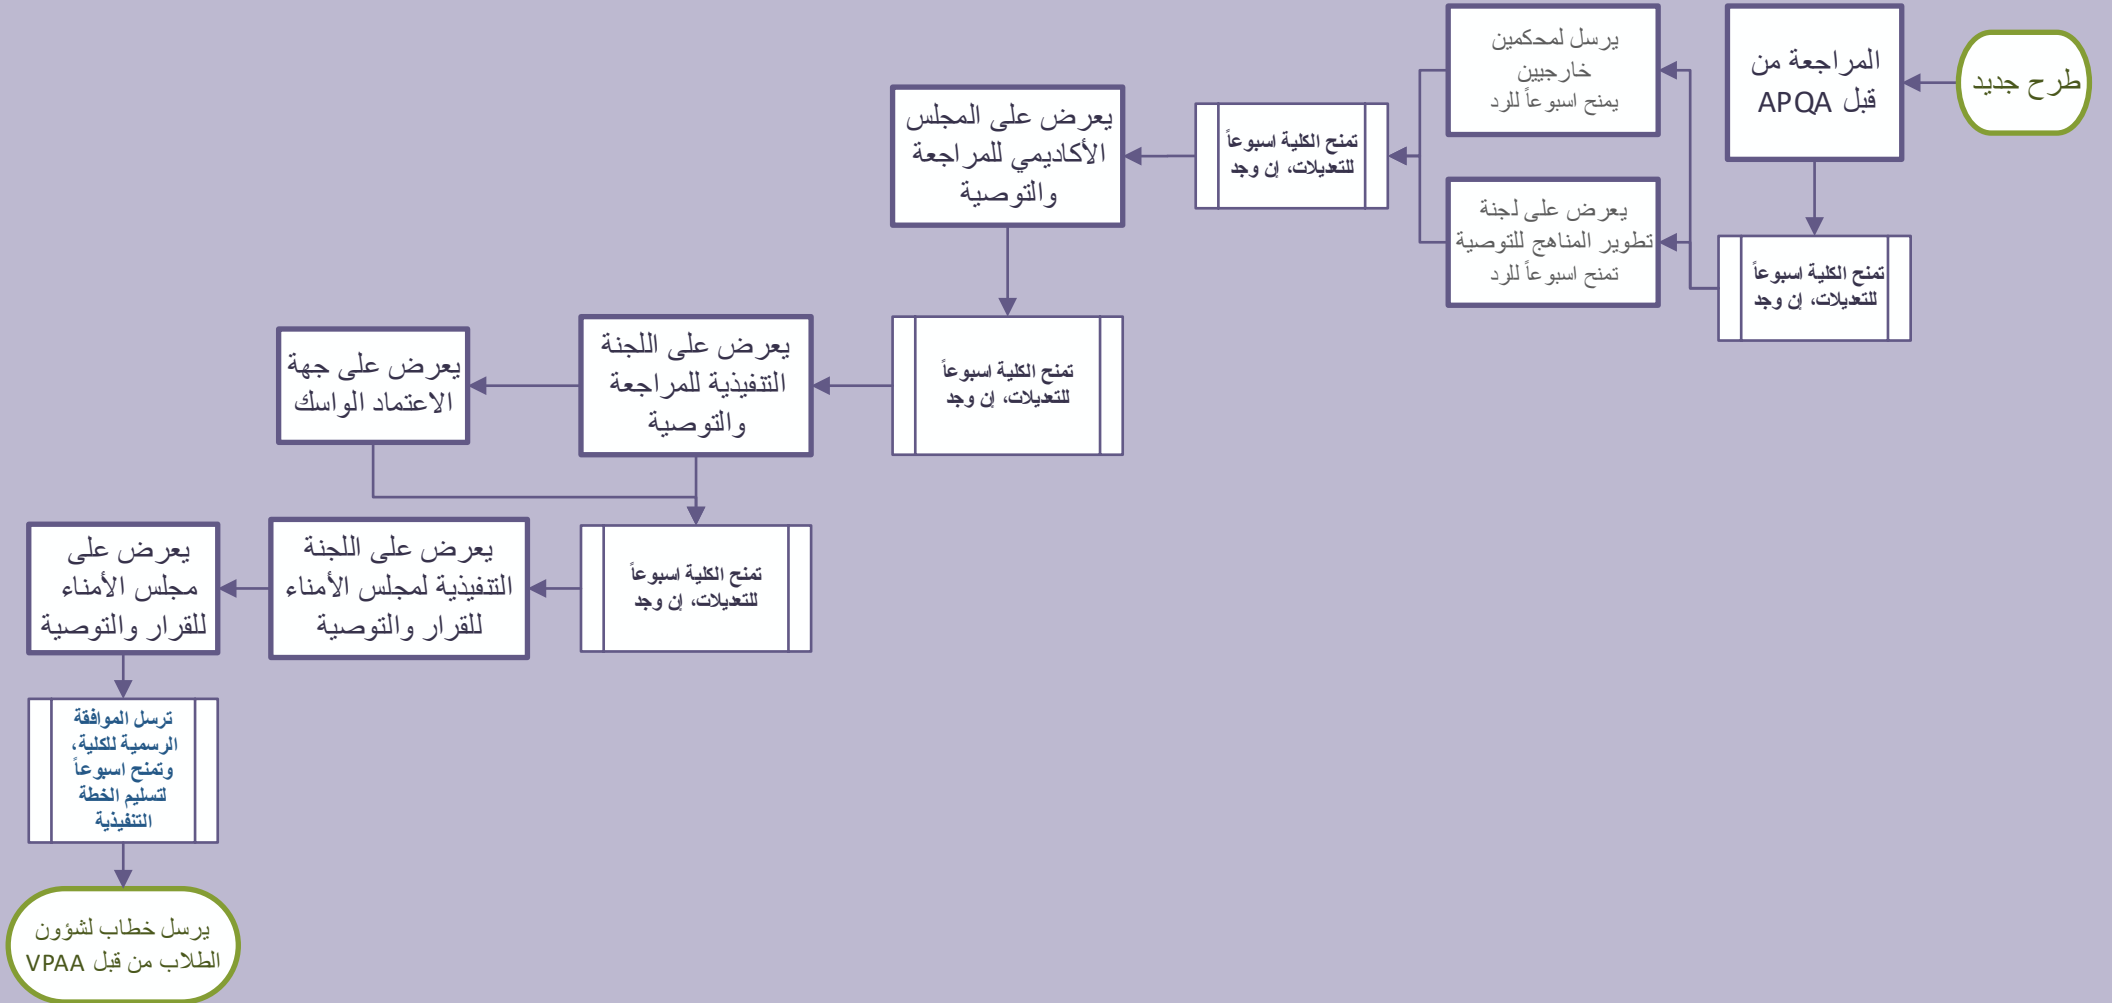 طرح جديد
المراجعة من
قبل APQA
تمنح الكلية اسبوعاً
للتعديلات، إن وجد
يرسل لمحكمين
خارجيين
يمنح اسبوعاً للرد
يعرض على لجنة
تطوير المناهج للتوصية
تمنح اسبوعاً للرد
تمنح الكلية اسبوعاً
للتعديلات، إن وجد
يعرض على المجلس
الأكاديمي للمراجعة
والتوصية
تمنح الكلية اسبوعاً
للتعديلات، إن وجد
يعرض على اللجنة
التنفيذية للمراجعة
والتوصية
يعرض على جهة
الاعتماد الواسك
تمنح الكلية اسبوعاً
للتعديلات، إن وجد
يعرض على اللجنة
التنفيذية لمجلس الأمناء
للقرار والتوصية
يعرض على
مجلس الأمناء
للقرار والتوصية
ترسل الموافقة
الرسمية للكلية،
وتمنح اسبوعاً
لتسليم الخطة
التنفيذية
يرسل خطاب لشؤون
الطلاب من قبل VPAA